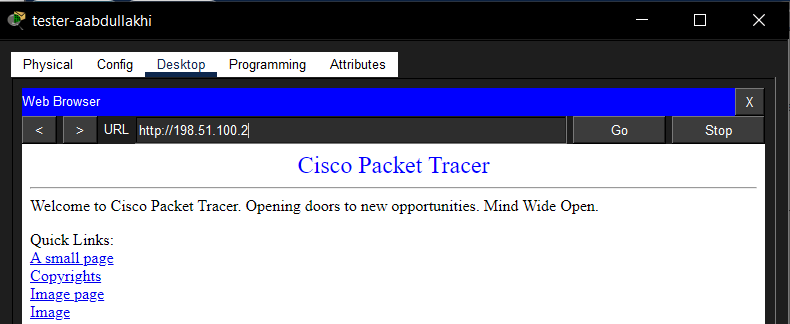 tester-aabdullakhi
Physical Config Desktop Programming Attributes
Web Browser X
< > URL http://198.51.100.2 Go Stop
Cisco Packet Tracer
Welcome to Cisco Packet Tracer. Opening doors to new opportunities. Mind Wide Open.
Quick Links:
A small page
Copyrights
Image page
Image